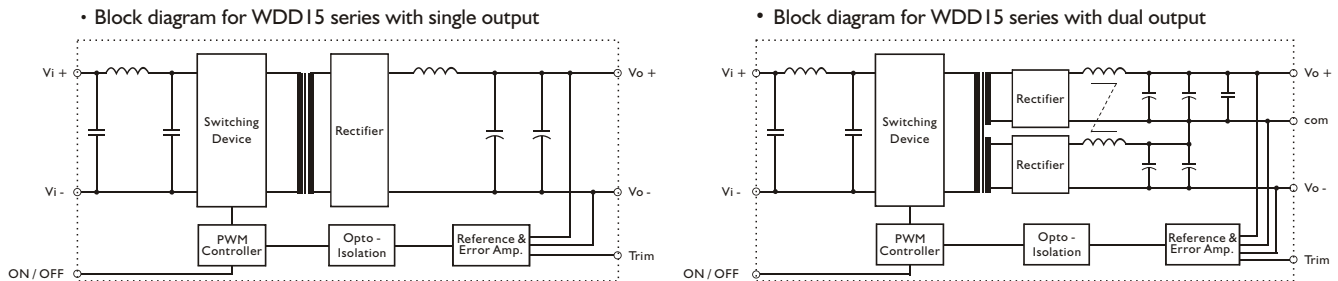 • Block diagram for WDD15 series with single output
Vi +
Switching
Device
Rectifier
Vo +
Vi -
Vo -
PWM
Controller
Opto -
Isolation
Reference &
Error Amp.
Trim
ON / OFF
• Block diagram for WDD15 series with dual output
Vi +
Switching
Device
Rectifier
Vo +
com
Rectifier
Vi -
Vo -
PWM
Controller
Opto -
Isolation
Reference &
Error Amp.
Trim
ON / OFF